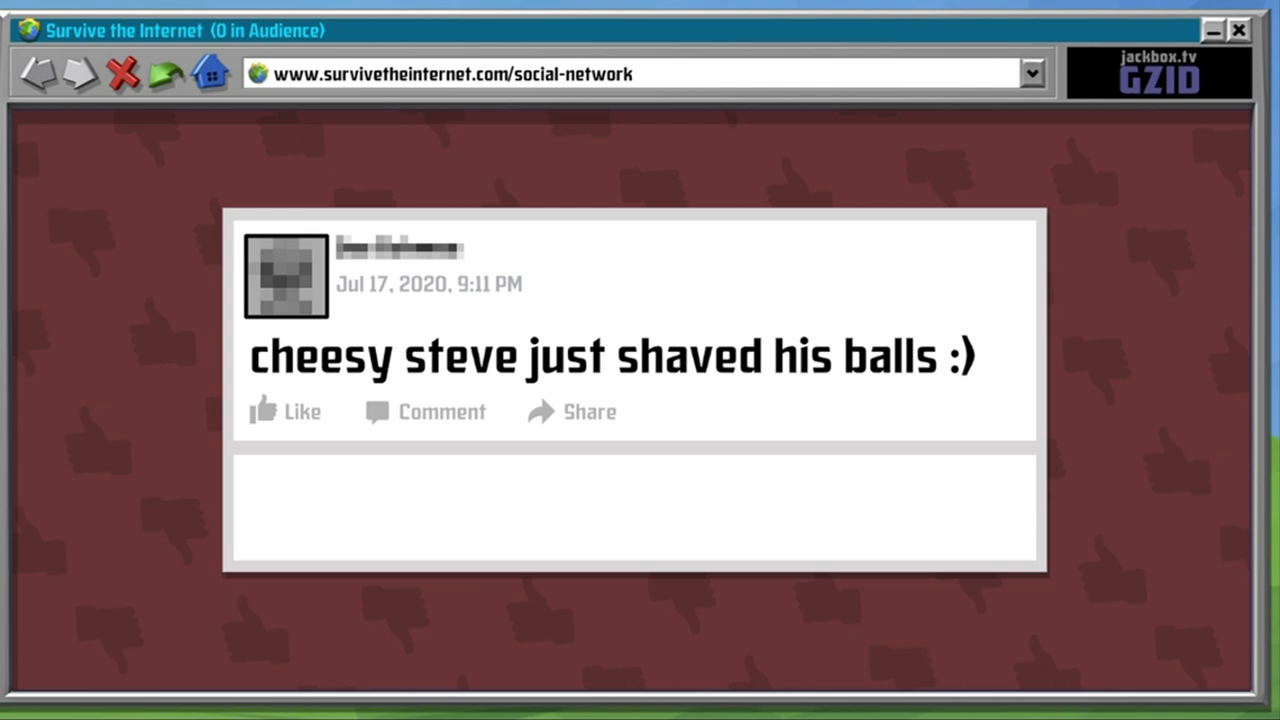 Survive the Internet (0 in Audience)
www.survivetheinternet.com/social-network
jackbox.tv
GZID
Jul 17, 2020, 9:11 PM
cheesy steve just shaved his balls :)
Like Comment Share